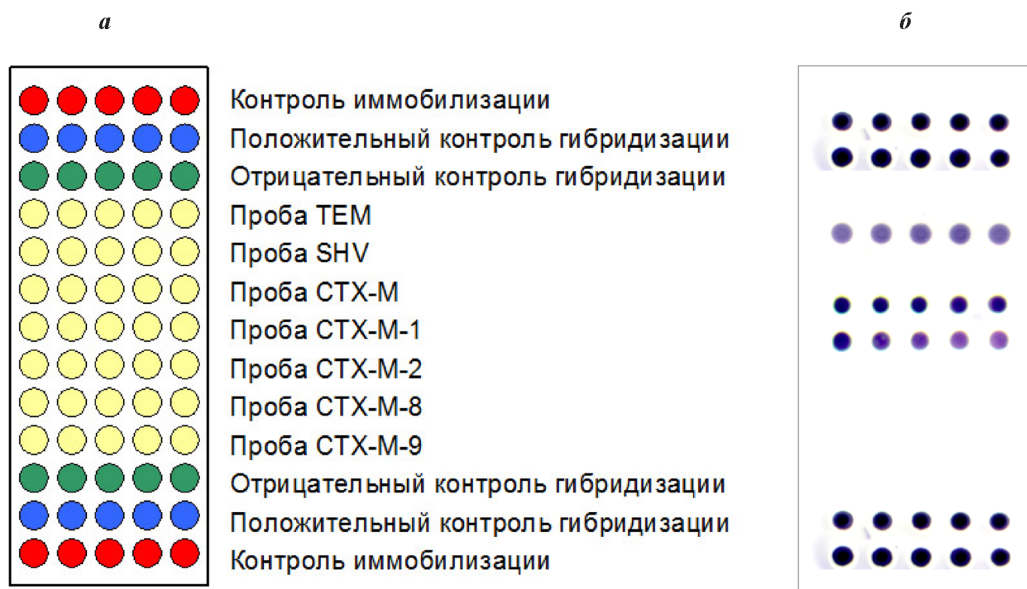 а
б
Контроль иммобилизации
Положительный контроль гибридизации
Отрицательный контроль гибридизации
Проба TEM
Проба SHV
Проба CTX-M
Проба CTX-M-1
Проба CTX-M-2
Проба CTX-M-8
Проба CTX-M-9
Отрицательный контроль гибридизации
Положительный контроль гибридизации
Контроль иммобилизации